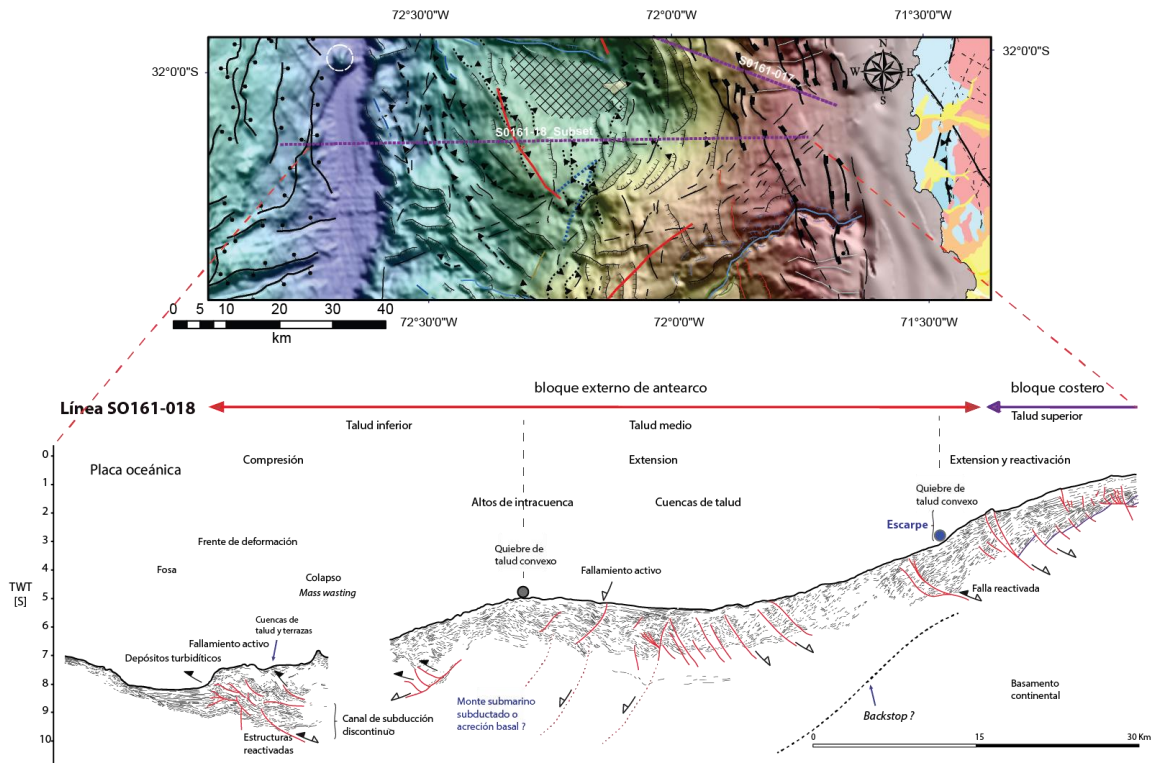 72°30'0"W
72°0'0"W
71°30'0"W
32°0'0"S
32°0'0"S
N
W
E
S
S0161-017
S0161-18 Subset
0 5 10 20 30 40
km
72°30'0"W
72°0'0"W
71°30'0"W
bloque externo de antearco
bloque costero
Línea SO161-018
Talud superior
Talud inferior
Talud medio
Placa oceánica
Compresión
Extension
Extensión y reactivación
Altos de intracuenca
Cuencas de talud
Quiebre de
talud convexo
Escarpe
Frente de deformación
Quiebre de
talud convexo
Fosa
Colapso
Mass wasting
Fallamiento activo
Falla reactivada
TWT
[S]
0
1
2
3
4
5
6
7
8
9
10
Cuencas de
talud y terrazas
Fallamiento activo
Depósitos turbidíticos
Monte submarino
subductado o
acreción basal ?
Canal de subducción
discontinuo
Estructuras
reactivadas
Basamento
continental
Backstop ?
0 15 30 Km